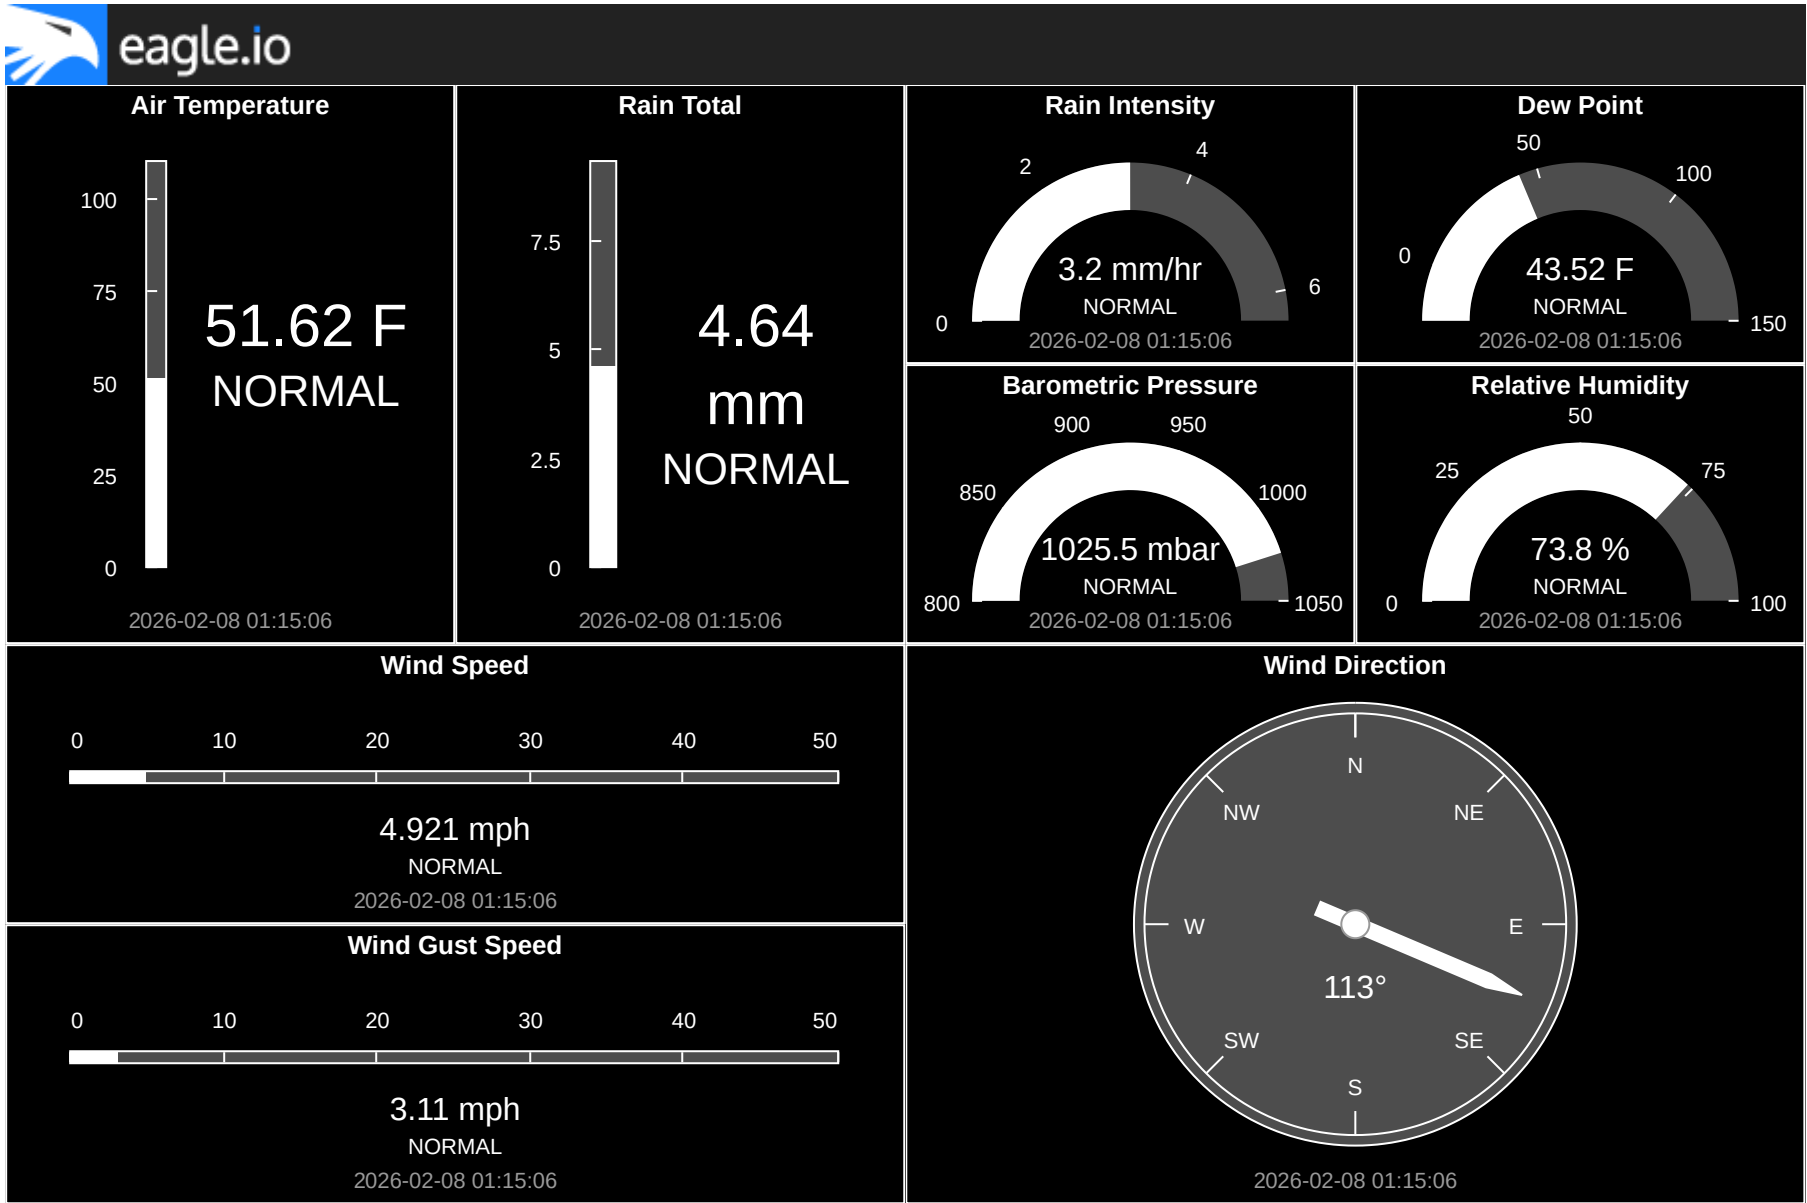 eagle.io
Air Temperature
100
75
50
25
0
51.62 F
NORMAL
2026-02-08 01:15:06
Rain Total
7.5
5
2.5
0
4.64
mm
NORMAL
2026-02-08 01:15:06
Rain Intensity
0
2
4
6
3.2 mm/hr
NORMAL
2026-02-08 01:15:06
Dew Point
0
50
100
150
43.52 F
NORMAL
2026-02-08 01:15:06
Barometric Pressure
800
850
900
950
1000
1050
1025.5 mbar
NORMAL
2026-02-08 01:15:06
Relative Humidity
0
25
50
75
100
73.8 %
NORMAL
2026-02-08 01:15:06
Wind Speed
0 10 20 30 40 50
4.921 mph
NORMAL
2026-02-08 01:15:06
Wind Gust Speed
0 10 20 30 40 50
3.11 mph
NORMAL
2026-02-08 01:15:06
Wind Direction
N
NW NE
W E
113°
SW SE
S
2026-02-08 01:15:06